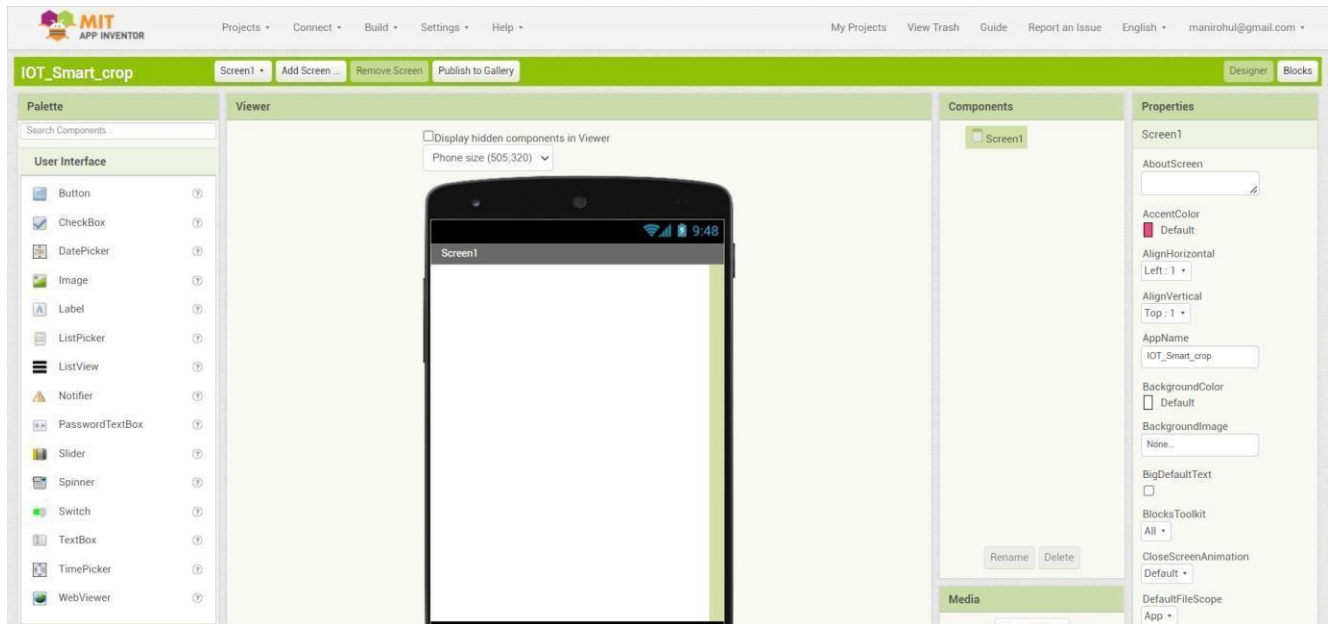 MIT
APP INVENTOR
Projects Connect Build Settings Help My Projects View Trash Guide Report an Issue English manirohul@gmail.com
IOT_Smart_crop Screen1 Add Screen ... Remove Screen Publish to Gallery Designer Blocks
Palette
Search Components...
User Interface
Button
CheckBox
DatePicker
Image
Label
ListPicker
ListView
Notifier
PasswordTextBox
Slider
Spinner
Switch
TextBox
TimePicker
WebViewer
Viewer
Display hidden components in Viewer
Phone size (505,320)
9:48
Screen1
Components
Screen1
Rename Delete
Media
Properties
Screen1
AboutScreen
AccentColor
Default
AlignHorizontal
Left : 1
AlignVertical
Top : 1
AppName
IOT_Smart_crop
BackgroundColor
Default
BackgroundImage
None...
BigDefaultText
BlocksToolkit
All
CloseScreenAnimation
Default
DefaultFileScope
App